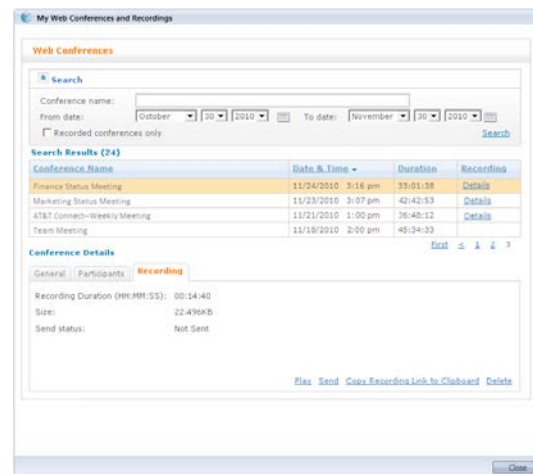 My Web Conferences and Recordings
Web Conferences
Search
Conference name:
From date: October 30 2010 To date: November 30 2010
Recorded conferences only Search
Search Results (24)
Conference Name Date & Time Duration Recording
Finance Status Meeting 11/24/2010 3:16 pm 33:01:38 Details
Marketing Status Meeting 11/23/2010 3:07 pm 42:42:53 Details
AT&T Connect--Weekly Meeting 11/21/2010 1:00 pm 36:48:12 Details
Team Meeting 11/18/2010 2:00 pm 45:34:33
First < 1 2 3
Conference Details
General Participants Recording
Recording Duration (HH:MM:SS): 00:14:40
Size: 22.496KB
Send status: Not Sent
Play Send Copy Recording Link to Clipboard Delete
Close